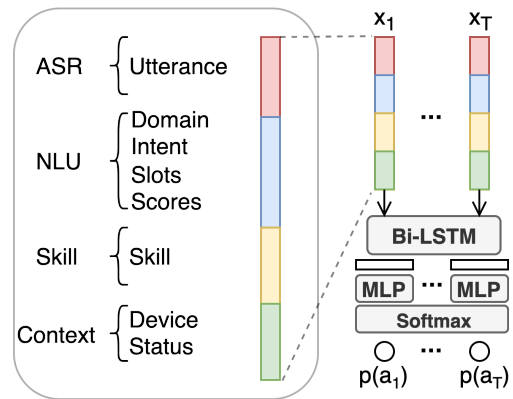 ASR
Utterance
NLU
Domain
Intent
Slots
Scores
Skill
Skill
Context
Device
Status
x1
xT
...
Bi-LSTM
MLP
...
MLP
Softmax
...
p(a1)
p(aT)